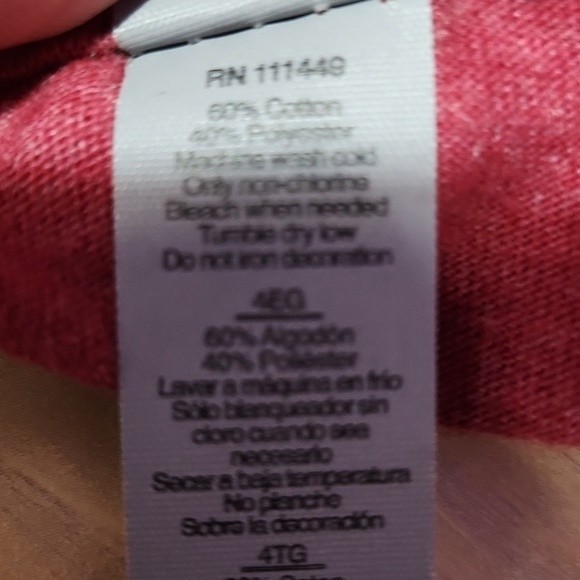 RN 111449
60% Cotton
40% Polyester
Machine wash cold
Only non-chlorine
Bleach when needed
Tumble dry low
Do not iron decoration
4EG
60% Algodón
40% Poliéster
Lavar a máquina en frío
Sólo blanqueador sin
cloro cuando sea
necesario
Secar a baja temperatura
No planche
Sobre la decoración
4TG